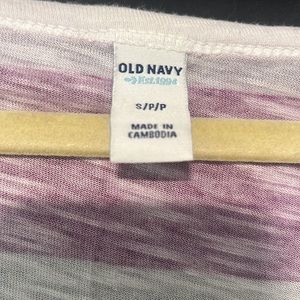 OLD NAVY
Est. 1994
S/P/P
MADE IN
CAMBODIA